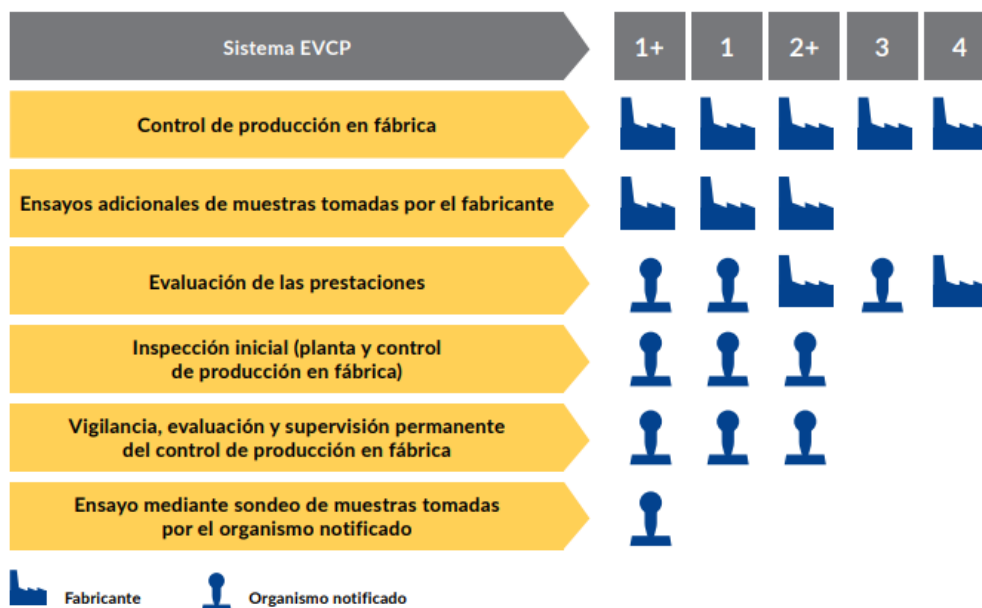 Sistema EVCP
1+ 1 2+ 3 4
Control de producción en fábrica
Ensayos adicionales de muestras tomadas por el fabricante
Evaluación de las prestaciones
Inspección inicial (planta y control
de producción en fábrica)
Vigilancia, evaluación y supervisión permanente
del control de producción en fábrica
Ensayo mediante sondeo de muestras tomadas
por el organismo notificado
Fabricante
Organismo notificado